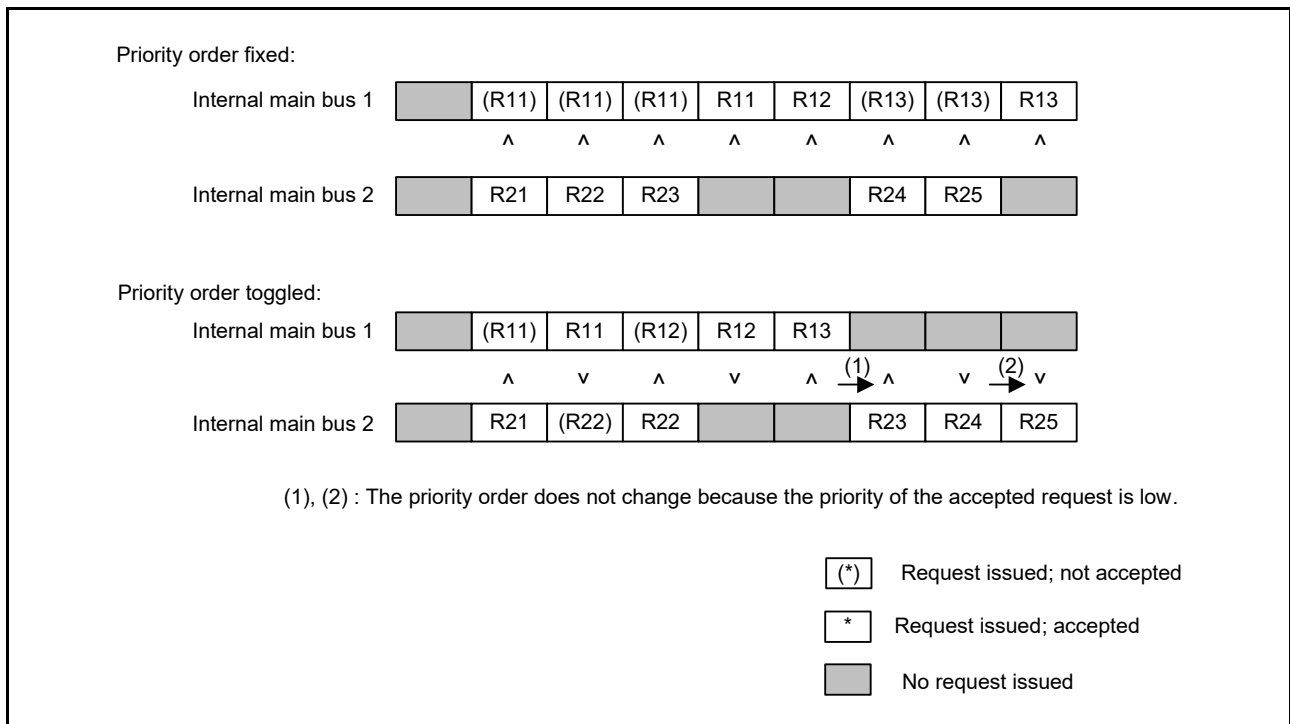 Priority order fixed:
Internal main bus 1 (R11) (R11) (R11) R11 R12 (R13) (R13) R13
^ ^ ^ ^ ^ ^ ^ ^
Internal main bus 2 R21 R22 R23 R24 R25
Priority order toggled:
Internal main bus 1 (R11) R11 (R12) R12 R13
^ v ^ v ^ (1) ^ v (2) v
Internal main bus 2 R21 (R22) R22 R23 R24 R25
(1), (2) : The priority order does not change because the priority of the accepted request is low.
(*) Request issued; not accepted
* Request issued; accepted
No request issued